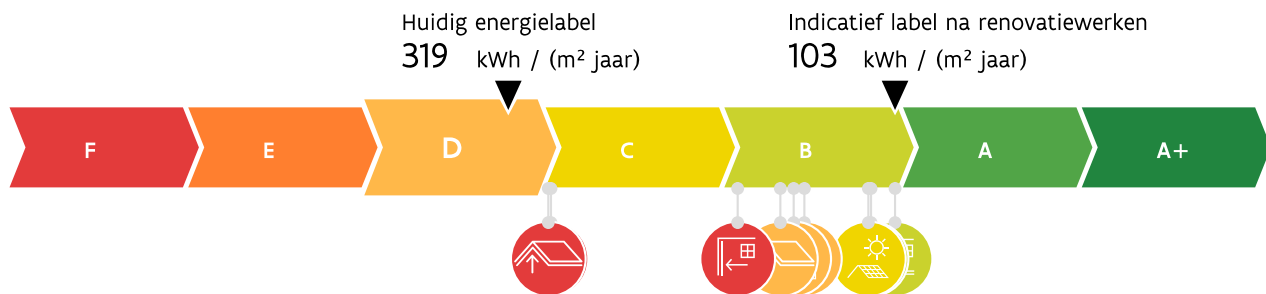 Huidig energielabel
319 kWh / (m² jaar)
Indicatief label na renovatiewerken
103 kWh / (m² jaar)
F E D C B A A+